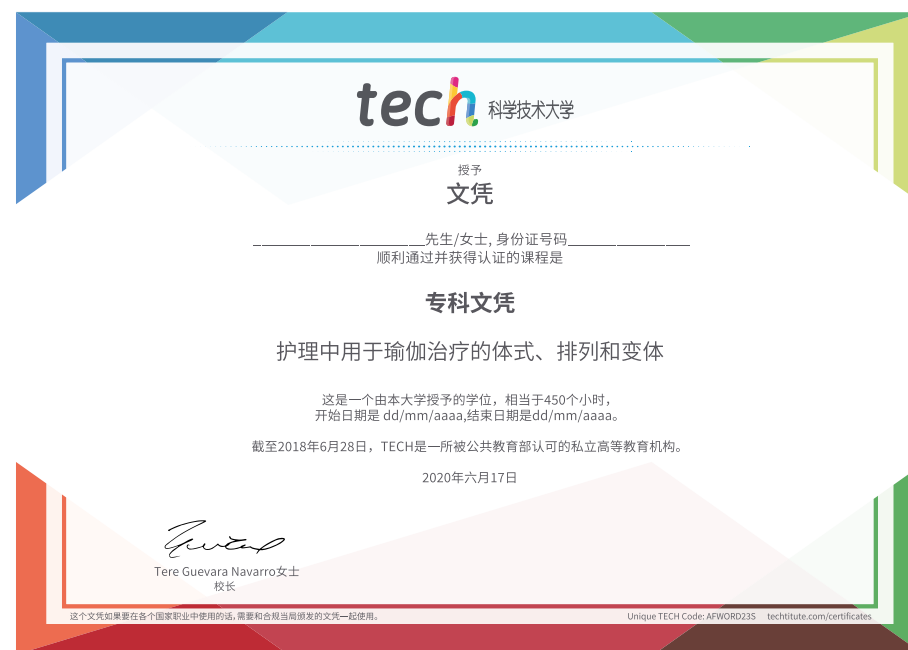 tech 科学技术大学
授予
文凭
______________________先生/女士, 身份证号码________________
顺利通过并获得认证的课程是
专科文凭
护理中用于瑜伽治疗的体式、排列和变体
这是一个由本大学授予的学位，相当于450个小时，
开始日期是 dd/mm/aaaa,结束日期是dd/mm/aaaa。
截至2018年6月28日，TECH是一所被公共教育部认可的私立高等教育机构。
2020年六月17日
Tere Guevara Navarro女士
校长
这个文凭如果要在各个国家职业中使用的话,需要和合规当局颁发的文凭一起使用。
Unique TECH Code: AFWORD23S techtitute.com/certificates